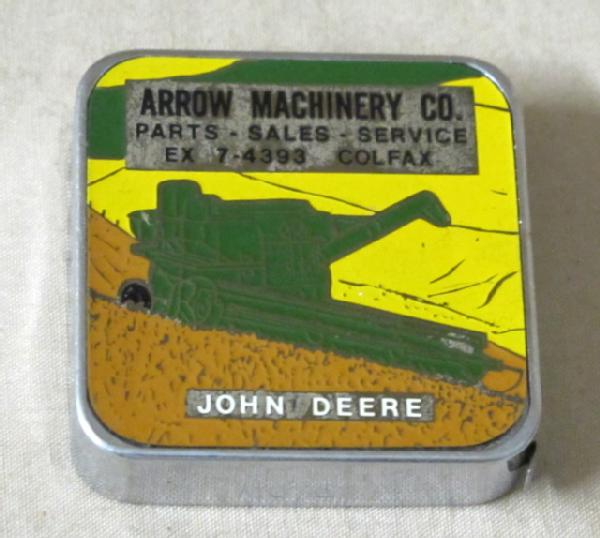 ARROW MACHINERY CO.
PARTS - SALES - SERVICE
EX 7-4393 COLFAX
JOHN DEERE